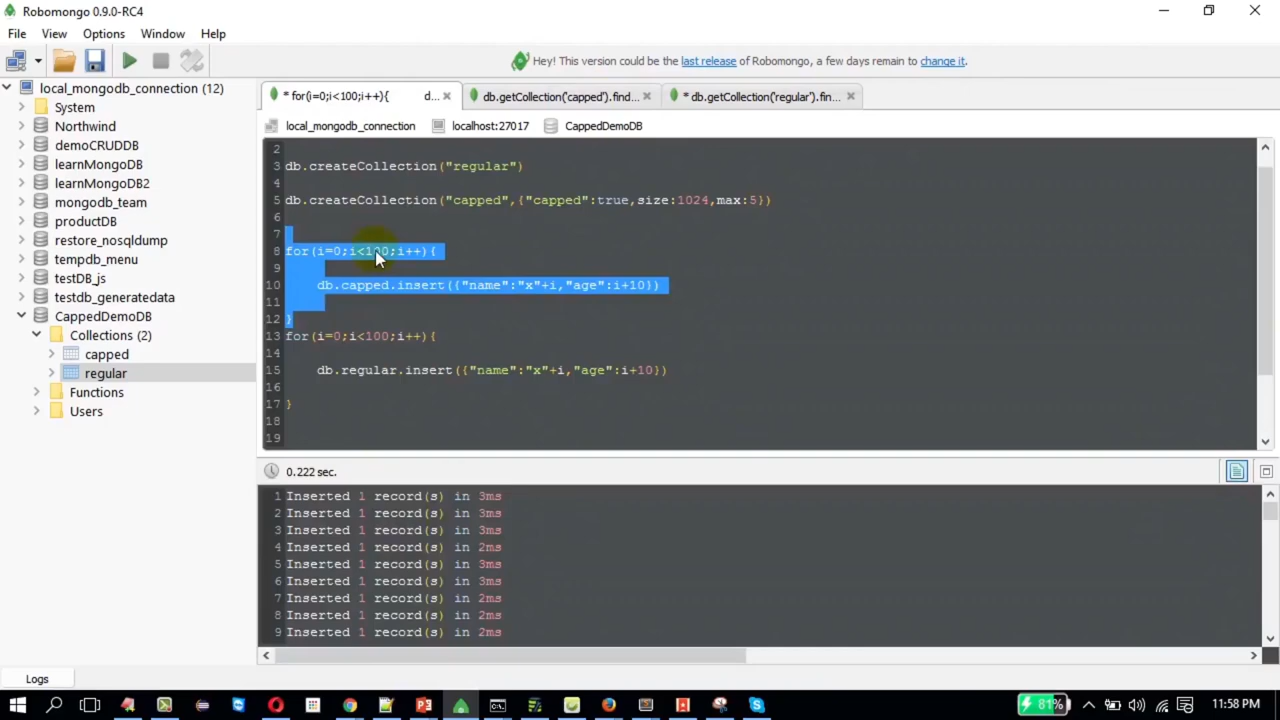 Robomongo 0.9.0-RC4
File View Options Window Help
Hey! This version could be the last release of Robomongo, a few days remain to change it.
local_mongodb_connection (12)
System
Northwind
demoCRUDDB
learnMongoDB
learnMongoDB2
mongodb_team
productDB
restore_nosqldump
tempdb_menu
testDB_js
testdb_generatedata
CappedDemoDB
Collections (2)
capped
regular
Functions
Users
* for(i=0;i<100;i++){ d... db.getCollection('capped').find... * db.getCollection('regular').fin...
local_mongodb_connection localhost:27017 CappedDemoDB
2
3 db.createCollection("regular")
4
5 db.createCollection("capped",{"capped":true,size:1024,max:5})
6
7
8 for(i=0;i<100;i++){
9
10 db.capped.insert({"name":"x"+i,"age":i+10})
11
12 }
13 for(i=0;i<100;i++){
14
15 db.regular.insert({"name":"x"+i,"age":i+10})
16
17 }
18
19
0.222 sec.
1 Inserted 1 record(s) in 3ms
2 Inserted 1 record(s) in 3ms
3 Inserted 1 record(s) in 3ms
4 Inserted 1 record(s) in 2ms
5 Inserted 1 record(s) in 3ms
6 Inserted 1 record(s) in 3ms
7 Inserted 1 record(s) in 2ms
8 Inserted 1 record(s) in 2ms
9 Inserted 1 record(s) in 2ms
Logs
81% 11:58 PM